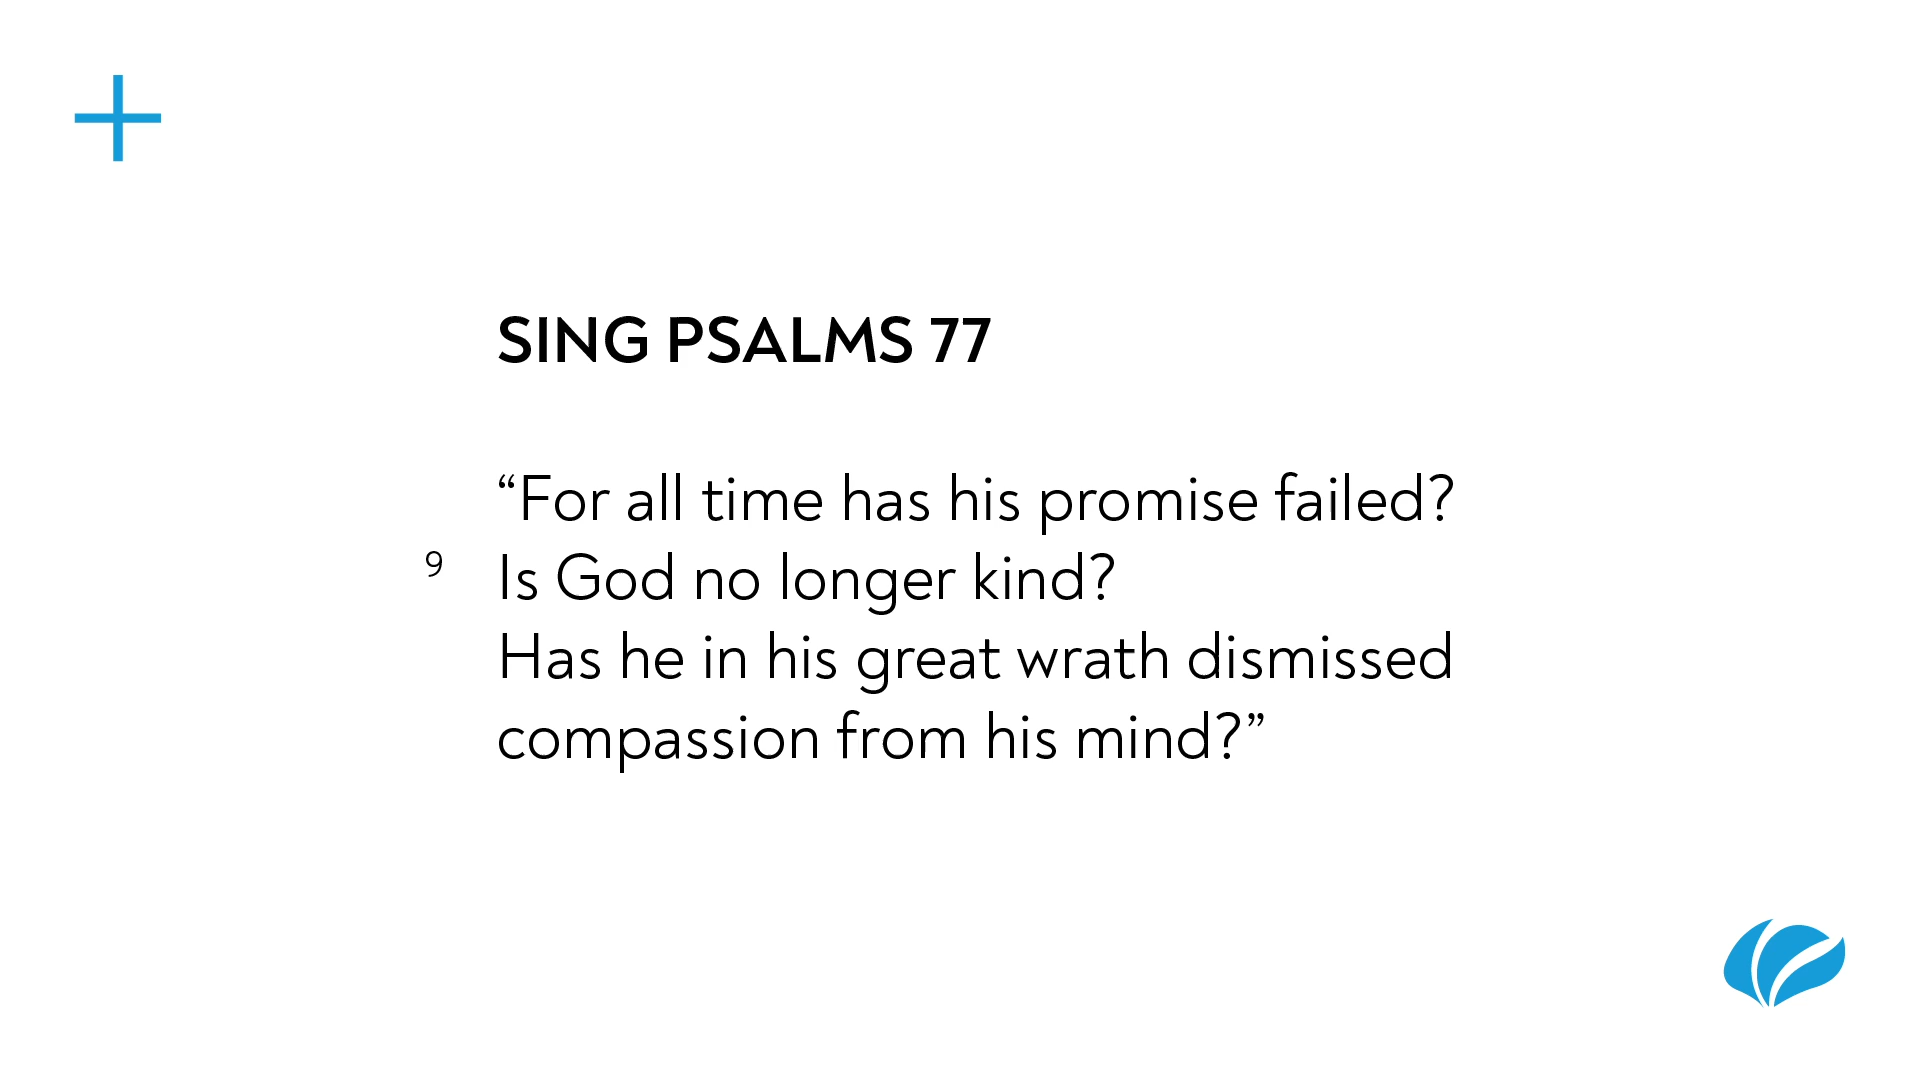 SING PSALMS 77
“For all time has his promise failed?
9 Is God no longer kind?
Has he in his great wrath dismissed
compassion from his mind?”